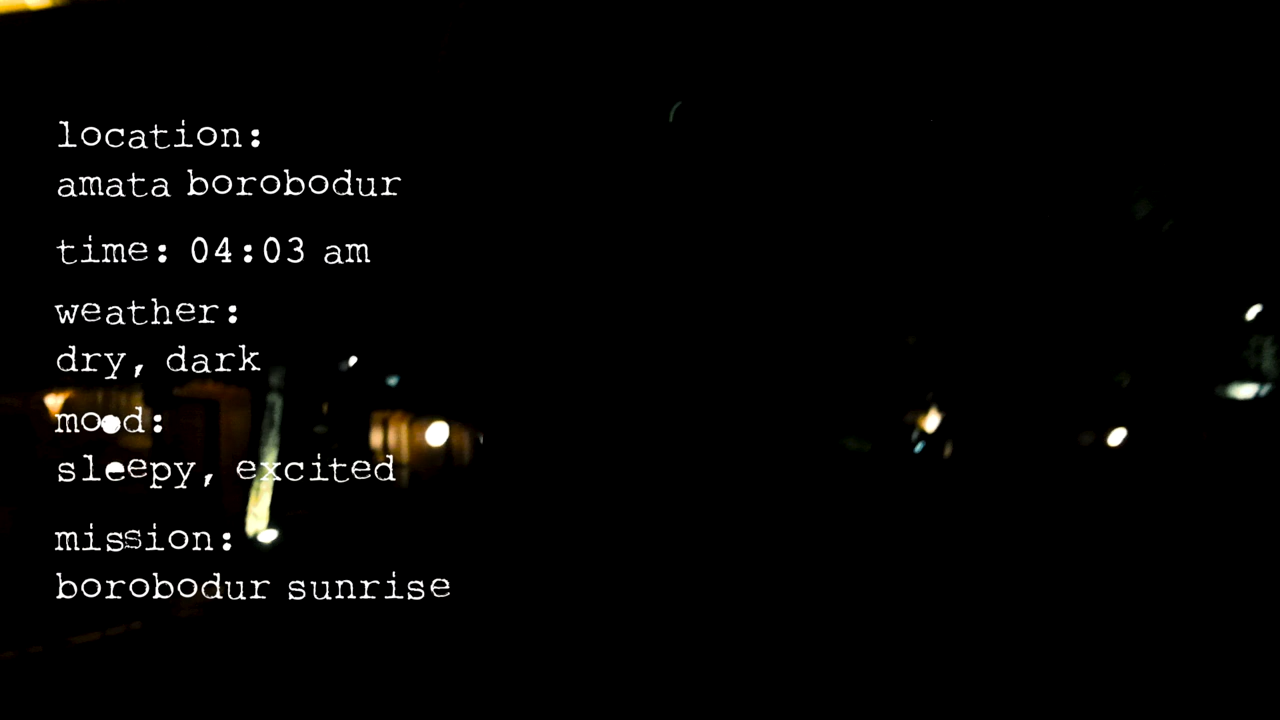 location:
amata borobodur
time: 04:03 am
weather:
dry, dark
mood:
sleepy, excited
mission:
borobodur sunrise